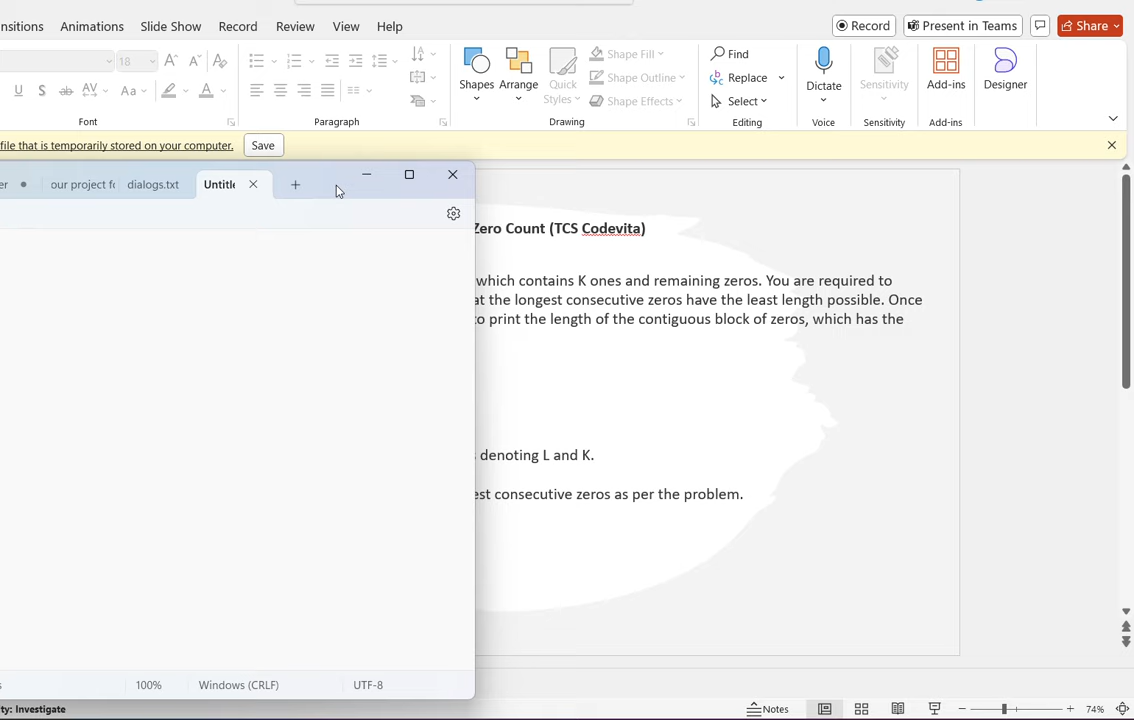 nsitions Animations Slide Show Record Review View Help Record Present in Teams Share
18 Shape Fill Find
U S ab AV Aa A Shapes Arrange Quick Styles Shape Outline Replace Dictate Sensitivity Add-ins Designer
Shape Effects Select
Font Paragraph Drawing Editing Voice Sensitivity Add-ins
file that is temporarily stored on your computer. Save
er our project fo dialogs.txt Untitle
Zero Count (TCS Codevita)
which contains K ones and remaining zeros. You are required to
at the longest consecutive zeros have the least length possible. Once
to print the length of the contiguous block of zeros, which has the
s denoting L and K.
est consecutive zeros as per the problem.
s 100% Windows (CRLF) UTF-8
ty: Investigate Notes 74%